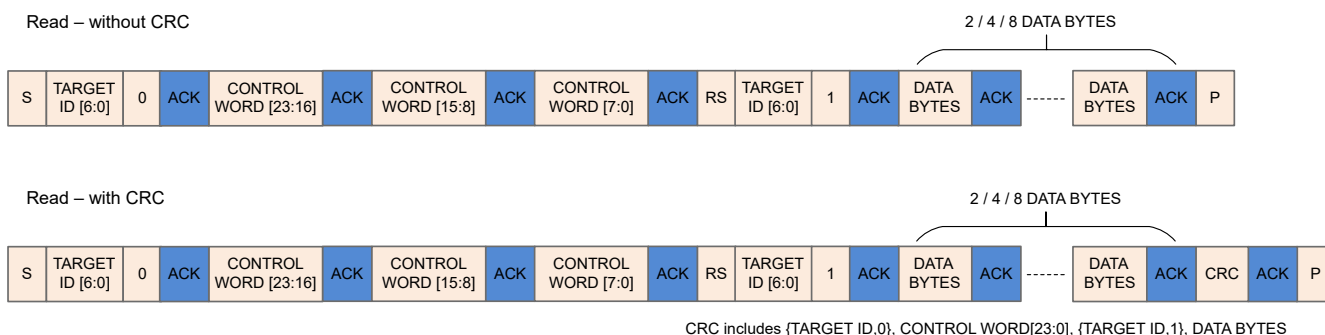 Read – without CRC
2 / 4 / 8 DATA BYTES
S TARGET ID [6:0] 0 ACK CONTROL WORD [23:16] ACK CONTROL WORD [15:8] ACK CONTROL WORD [7:0] ACK RS TARGET ID [6:0] 1 ACK DATA BYTES ACK ------ DATA BYTES ACK P
Read – with CRC
2 / 4 / 8 DATA BYTES
S TARGET ID [6:0] 0 ACK CONTROL WORD [23:16] ACK CONTROL WORD [15:8] ACK CONTROL WORD [7:0] ACK RS TARGET ID [6:0] 1 ACK DATA BYTES ACK ------ DATA BYTES ACK CRC ACK P
CRC includes {TARGET ID,0}, CONTROL WORD[23:0], {TARGET ID,1}, DATA BYTES